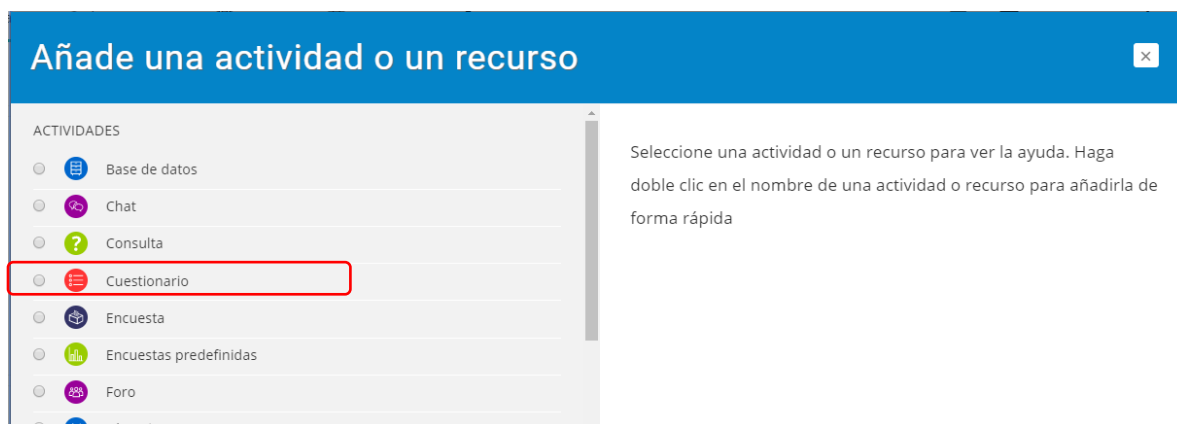 Añade una actividad o un recurso
ACTIVIDADES
Base de datos
Chat
Consulta
Cuestionario
Encuesta
Encuestas predefinidas
Foro
Seleccione una actividad o un recurso para ver la ayuda. Haga
doble clic en el nombre de una actividad o recurso para añadirla de
forma rápida